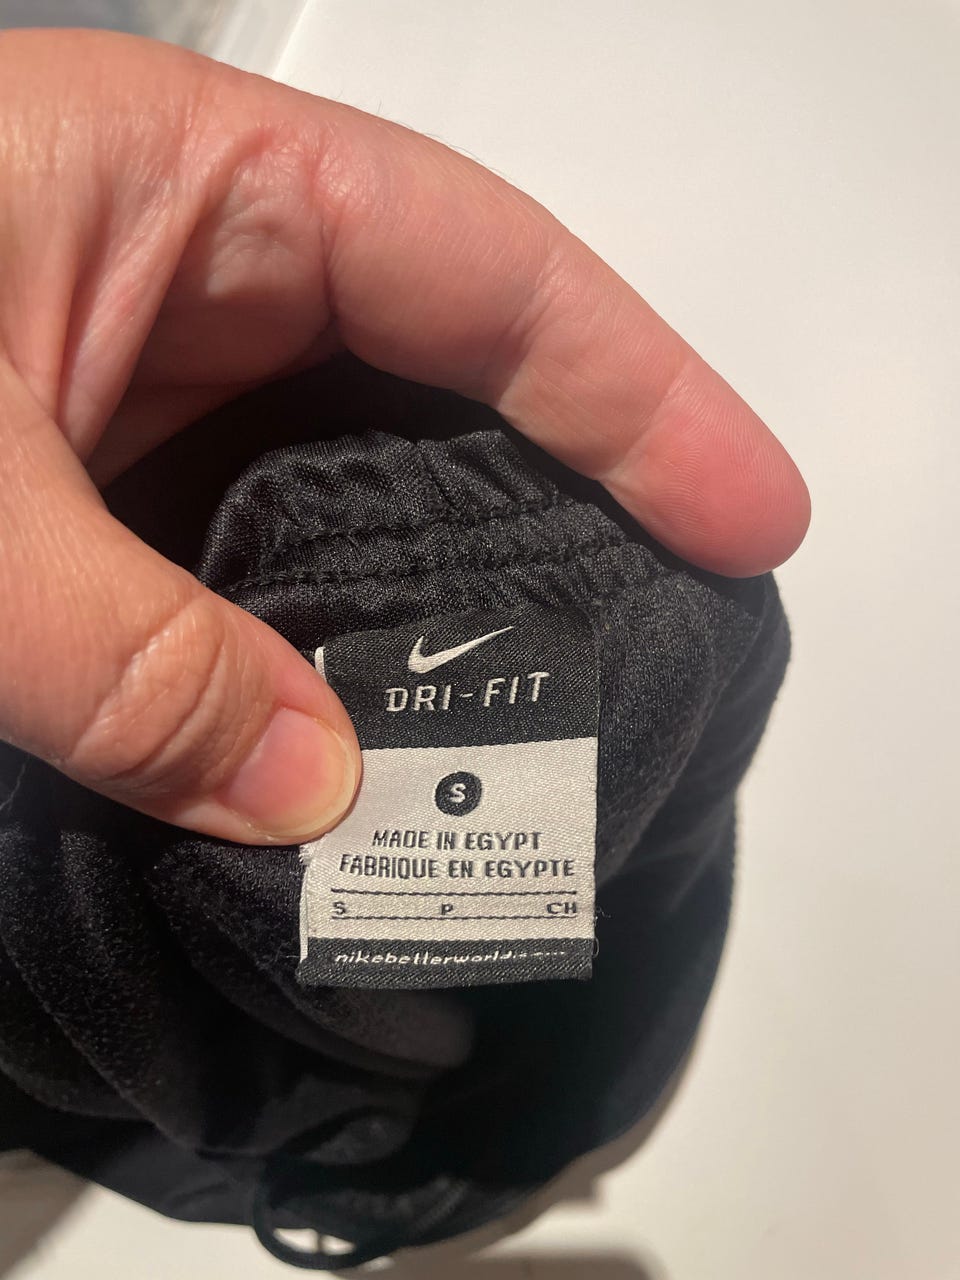 DRI-FIT
S
MADE IN EGYPT
FABRIQUE EN EGYPTE
S P CH